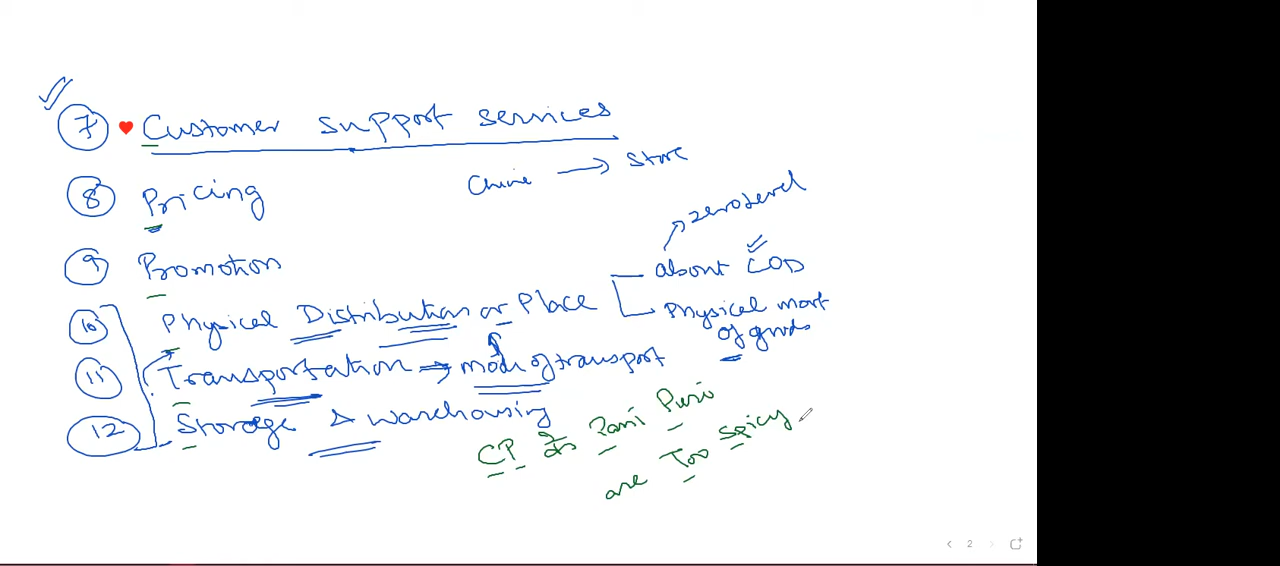 7 Customer support services
8 Pricing
China → Store
9 Promotion
zero level
about COD
10 Physical Distribution or Place
Physical movt
of goods
11 Transportation → mode of transport
12 Storage & warehousing
CP Pani Puri
are Too Spicy
2